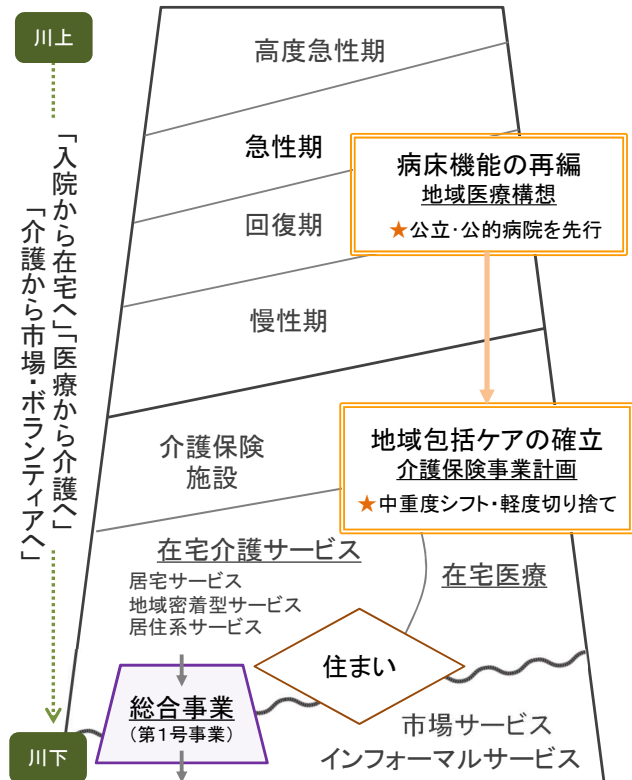 川上
「入院から在宅へ」「医療から介護へ」
「介護から市場・ボランティアへ」
川下
高度急性期
急性期
回復期
慢性期
病床機能の再編
地域医療構想
★公立・公的病院を先行
介護保険
施設
地域包括ケアの確立
介護保険事業計画
★中重度シフト・軽度切り捨て
在宅介護サービス
居宅サービス
地域密着型サービス
居住系サービス
在宅医療
住まい
総合事業
(第1号事業)
市場サービス
インフォーマルサービス